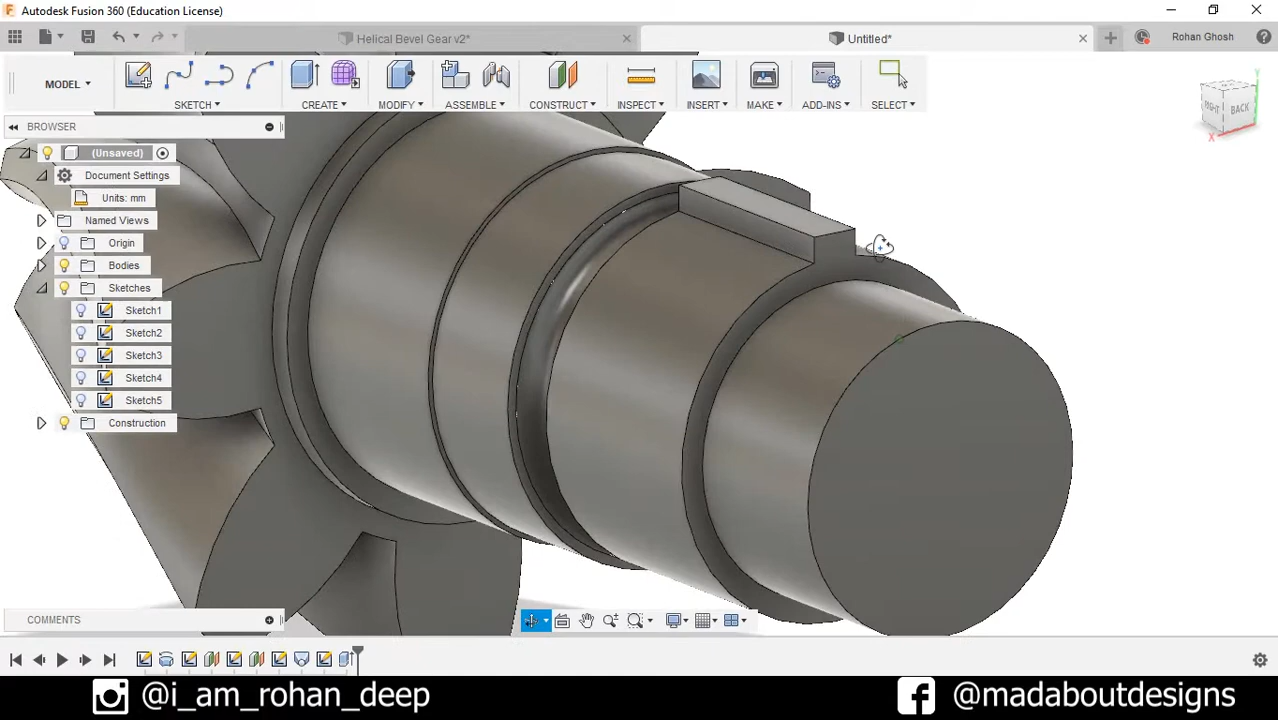 Autodesk Fusion 360 (Education License)
Helical Bevel Gear v2*
Untitled*
Rohan Ghosh
MODEL
SKETCH
CREATE
MODIFY
ASSEMBLE
CONSTRUCT
INSPECT
INSERT
MAKE
ADD-INS
SELECT
RIGHT
BACK
Y
X
BROWSER
(Unsaved)
Document Settings
Units: mm
Named Views
Origin
Bodies
Sketches
Sketch1
Sketch2
Sketch3
Sketch4
Sketch5
Construction
COMMENTS
@i_am_rohan_deep
@madaboutdesigns